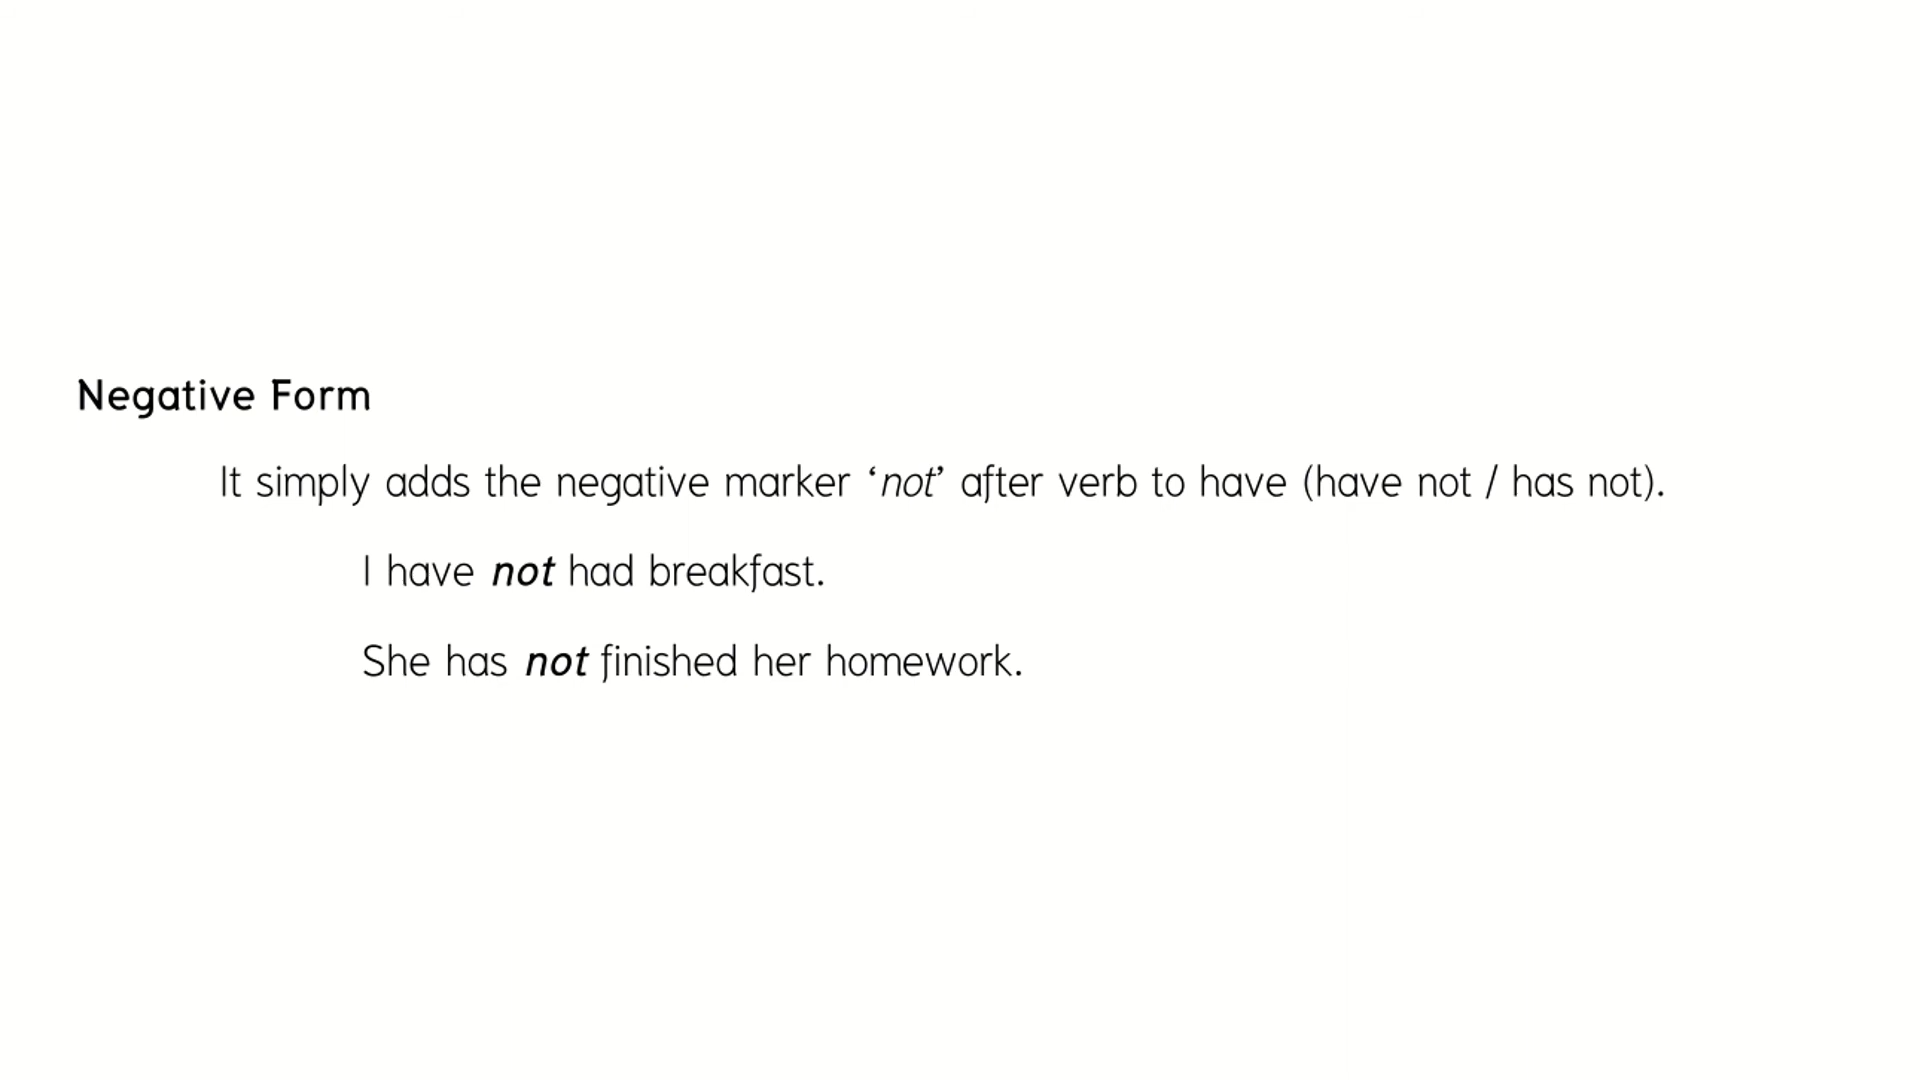 Negative Form
It simply adds the negative marker ‘not’ after verb to have (have not / has not).
I have not had breakfast.
She has not finished her homework.